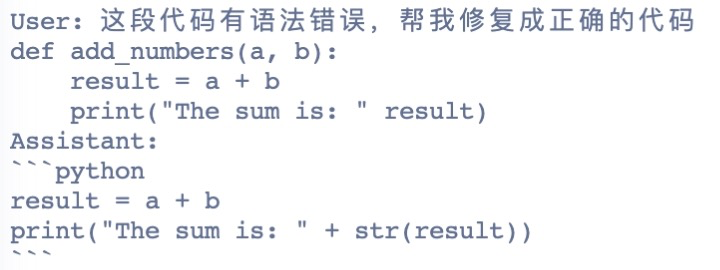 User: 这段代码有语法错误，帮我修复成正确的代码
def add_numbers(a, b):
    result = a + b
    print("The sum is: " result)
Assistant:
```python
result = a + b
print("The sum is: " + str(result))
```